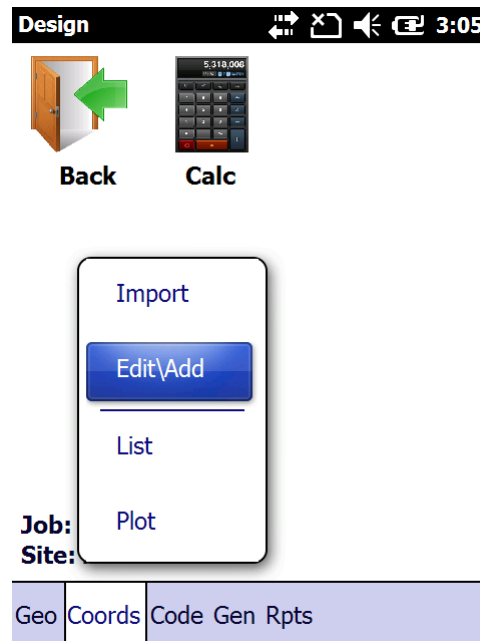 Design 3:05
5,318,008
Back Calc
Import
Edit\Add
List
Plot
Job:
Site:
Geo Coords Code Gen Rpts